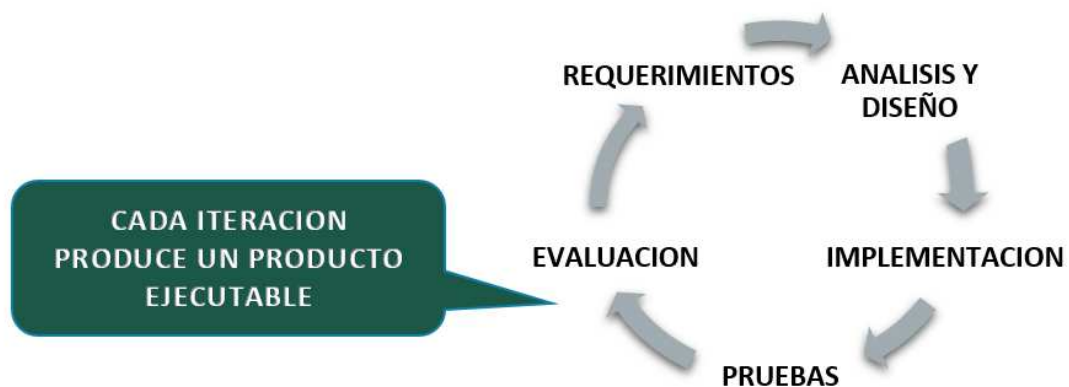 REQUERIMIENTOS
ANALISIS Y
DISEÑO
CADA ITERACION
PRODUCE UN PRODUCTO
EJECUTABLE
EVALUACION
IMPLEMENTACION
PRUEBAS